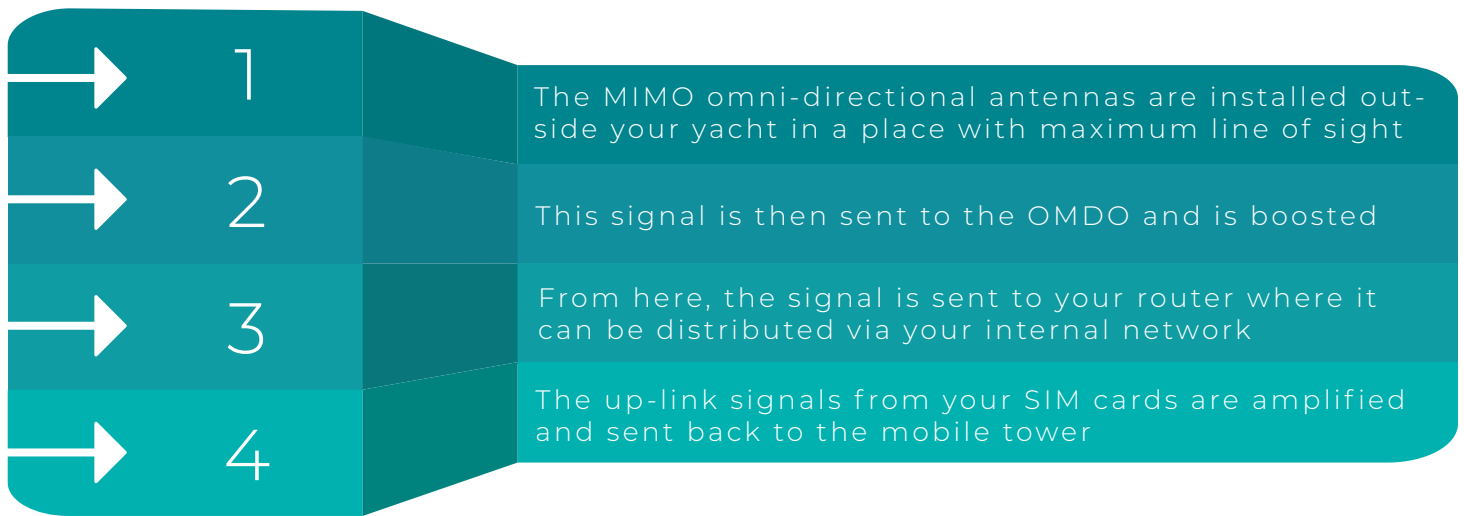 1
The MIMO omni-directional antennas are installed out-
side your yacht in a place with maximum line of sight
2
This signal is then sent to the OMDO and is boosted
3
From here, the signal is sent to your router where it
can be distributed via your internal network
4
The up-link signals from your SIM cards are amplified
and sent back to the mobile tower